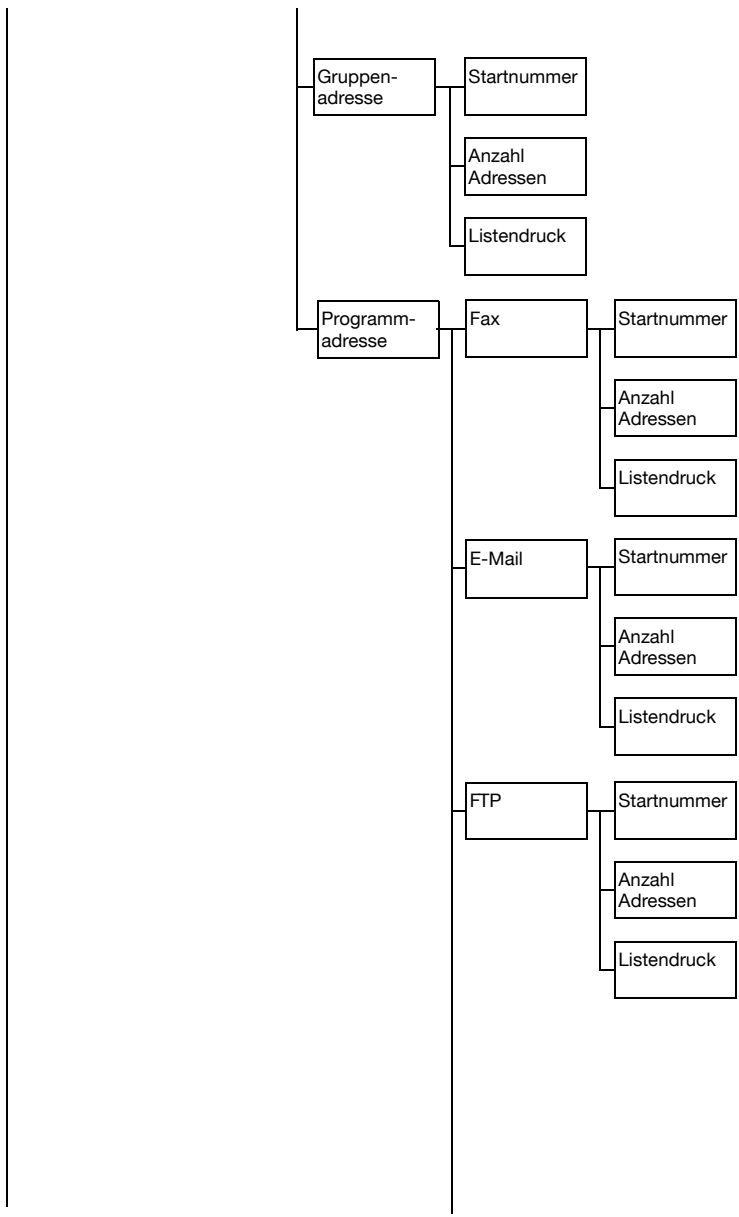 Gruppen-
adresse
Startnummer
Anzahl
Adressen
Listendruck
Programm-
adresse
Fax
Startnummer
Anzahl
Adressen
Listendruck
E-Mail
Startnummer
Anzahl
Adressen
Listendruck
FTP
Startnummer
Anzahl
Adressen
Listendruck